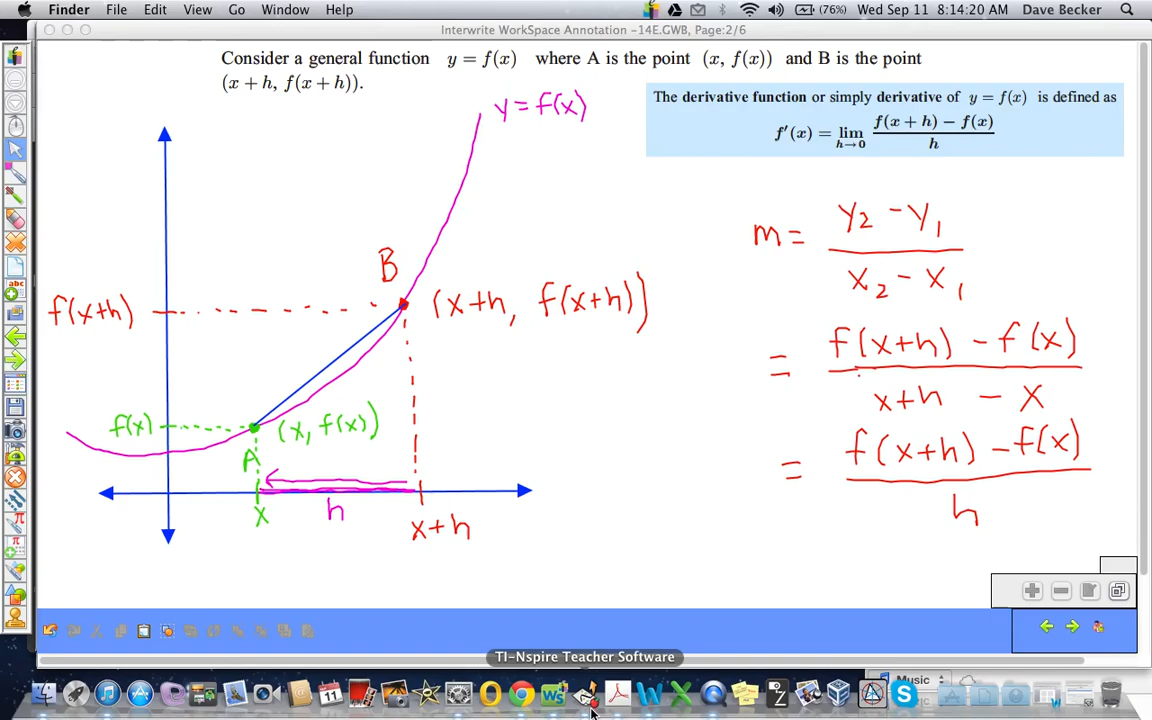 Finder File Edit View Go Window Help (76%) Wed Sep 11 8:14:20 AM Dave Becker
Interwrite WorkSpace Annotation -14E.GWB, Page:2/6
Consider a general function y = f(x) where A is the point (x, f(x)) and B is the point
(x + h, f(x + h)).
The derivative function or simply derivative of y = f(x) is defined as
f'(x) = lim h→0 (f(x + h) − f(x))/h
y = f(x)
m = (y₂ − y₁)/(x₂ − x₁)
B
f(x+h)
(x+h, f(x+h))
= (f(x+h) − f(x))/(x+h − x)
f(x)
(x, f(x))
A
= (f(x+h) − f(x))/h
x
h
x+h
abc
TI-Nspire Teacher Software
11
Music